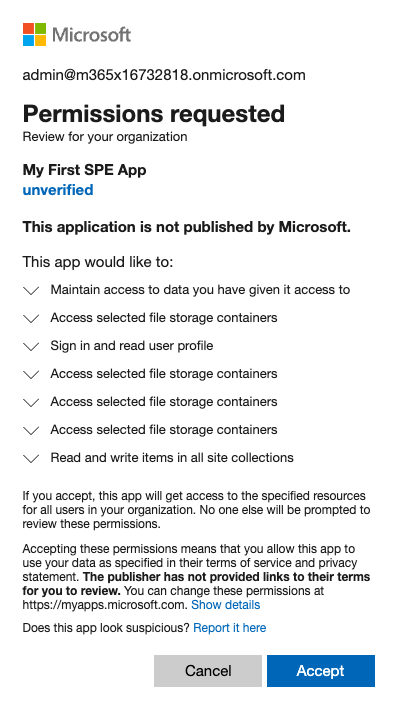 Microsoft
admin@m365x16732818.onmicrosoft.com
Permissions requested
Review for your organization
My First SPE App
unverified
This application is not published by Microsoft.
This app would like to:
Maintain access to data you have given it access to
Access selected file storage containers
Sign in and read user profile
Access selected file storage containers
Access selected file storage containers
Access selected file storage containers
Read and write items in all site collections
If you accept, this app will get access to the specified resources
for all users in your organization. No one else will be prompted to
review these permissions.
Accepting these permissions means that you allow this app to
use your data as specified in their terms of service and privacy
statement. The publisher has not provided links to their terms
for you to review. You can change these permissions at
https://myapps.microsoft.com. Show details
Does this app look suspicious? Report it here
Cancel Accept